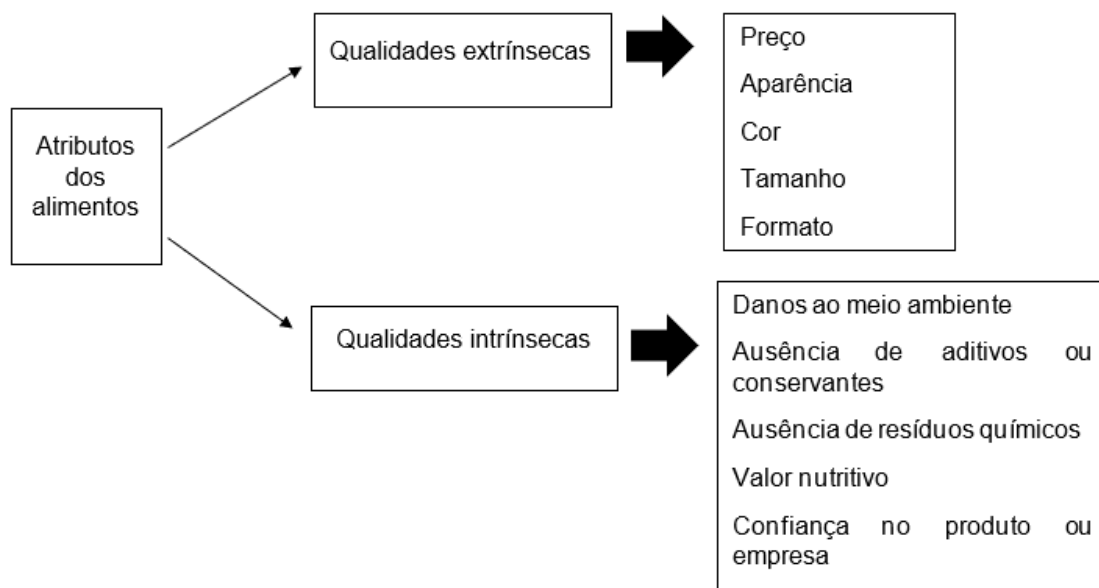 Atributos
dos
alimentos
Qualidades extrínsecas
Preço
Aparência
Cor
Tamanho
Formato
Qualidades intrínsecas
Danos ao meio ambiente
Ausência de aditivos ou
conservantes
Ausência de resíduos químicos
Valor nutritivo
Confiança no produto ou
empresa